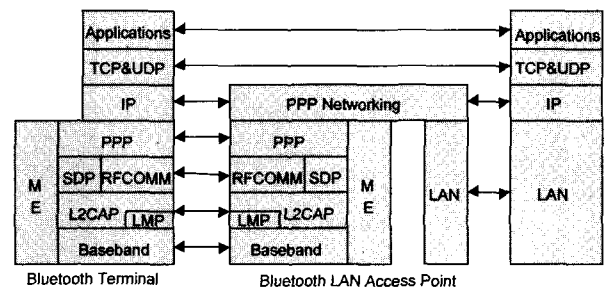 Applications Applications
TCP&UDP TCP&UDP
IP PPP Networking IP
PPP PPP
M E SDP RFCOMM RFCOMM SDP M E LAN LAN
L2CAP LMP LMP L2CAP
Baseband Baseband
Bluetooth Terminal Bluetooth LAN Access Point